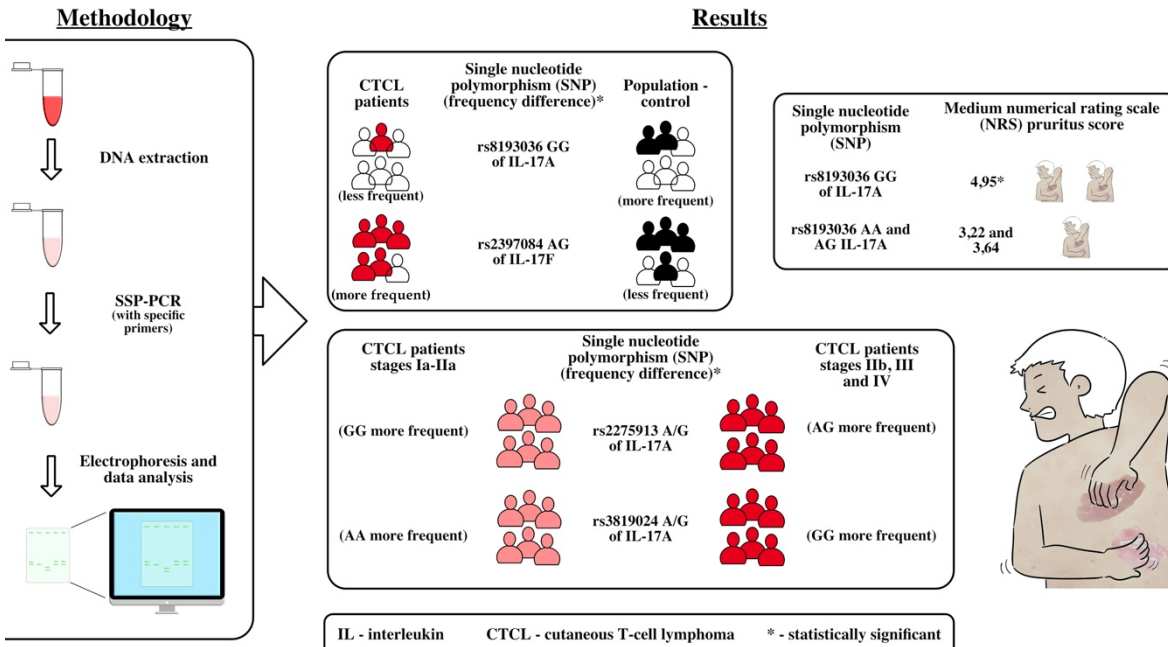 Methodology
DNA extraction
SSP-PCR
(with specific
primers)
Electrophoresis and
data analysis
Results
CTCL
patients
Single nucleotide
polymorphism (SNP)
(frequency difference)*
Population -
control
rs8193036 GG
of IL-17A
(less frequent)
(more frequent)
rs2397084 AG
of IL-17F
(more frequent)
(less frequent)
Single nucleotide
polymorphism
(SNP)
Medium numerical rating scale
(NRS) pruritus score
rs8193036 GG
of IL-17A
4,95*
rs8193036 AA and
AG IL-17A
3,22 and
3,64
CTCL patients
stages Ia-IIa
Single nucleotide
polymorphism (SNP)
(frequency difference)*
CTCL patients
stages IIb, III
and IV
(GG more frequent)
rs2275913 A/G
of IL-17A
(AG more frequent)
(AA more frequent)
rs3819024 A/G
of IL-17A
(GG more frequent)
IL - interleukin CTCL - cutaneous T-cell lymphoma * - statistically significant